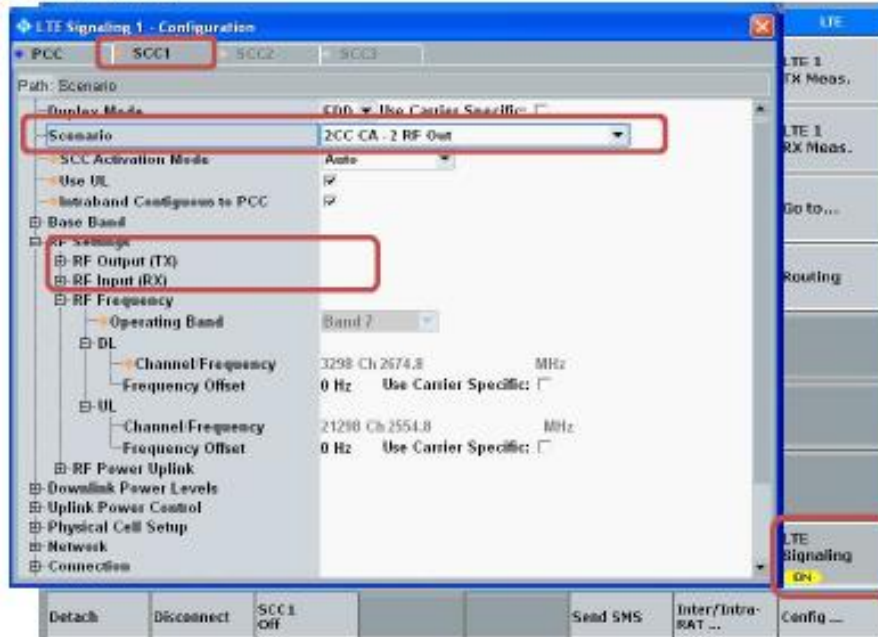 LTE Signaling 1 - Configuration
PCC SCC1 SCC2 SCC3
Path: Scenario
Duplex Mode FDD Use Carrier Specific:
Scenario 2CC CA - 2 RF Out
SCC Activation Mode Auto
Use UL
Intraband Contiguous to PCC
Base Band
RF Settings
RF Output (TX)
RF Input (RX)
RF Frequency
Operating Band Band 7
DL
Channel/Frequency 3298 Ch 2674.8 MHz
Frequency Offset 0 Hz Use Carrier Specific:
UL
Channel/Frequency 21298 Ch 2554.8 MHz
Frequency Offset 0 Hz Use Carrier Specific:
RF Power Uplink
Downlink Power Levels
Uplink Power Control
Physical Cell Setup
Network
Connection
LTE
LTE 1
TX Meas.
LTE 1
RX Meas.
Go to...
Routing
LTE
Signaling
ON
Detach Disconnect SCC1 Off Send SMS Inter/Intra-RAT ... Config ...